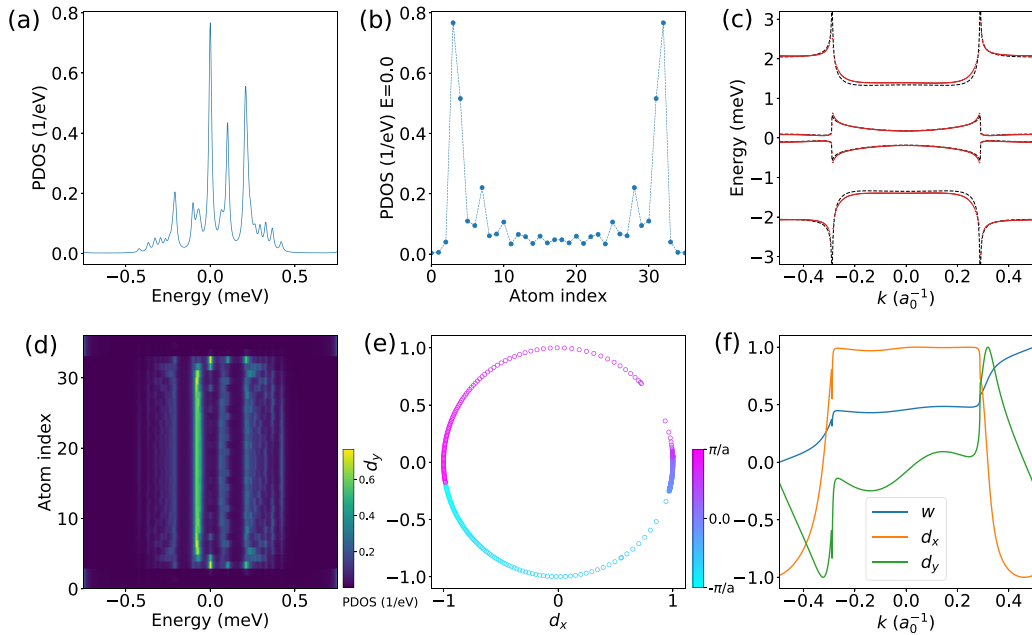 (a)
PDOS (1/eV)
0.8
0.6
0.4
0.2
0.0
−0.5
0.0
0.5
Energy (meV)
(b)
PDOS (1/eV) E=0.0
0.8
0.6
0.4
0.2
0.0
0
10
20
30
Atom index
(c)
Energy (meV)
3
2
1
0
−1
−2
−3
−0.4
−0.2
0.0
0.2
0.4
k (a₀⁻¹)
(d)
Atom index
30
20
10
0
−0.5
0.0
0.5
Energy (meV)
0.6
0.4
0.2
PDOS (1/eV)
(e)
d_y
1.0
0.5
0.0
−0.5
−1.0
−1
0
1
d_x
π/a
0.0
-π/a
(f)
1.0
0.5
0.0
−0.5
−1.0
w
d_x
d_y
−0.4
−0.2
0.0
0.2
0.4
k (a₀⁻¹)